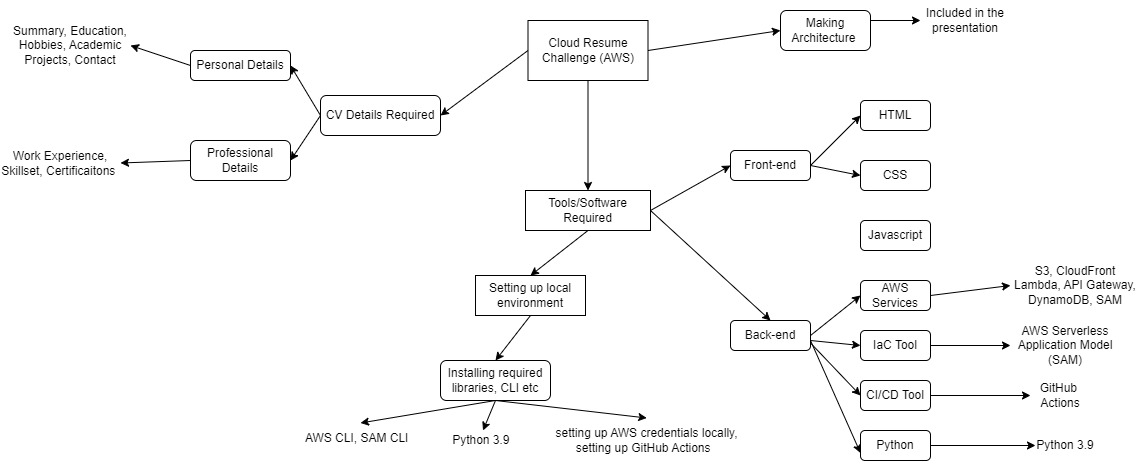 Summary, Education,
Hobbies, Academic
Projects, Contact
Personal Details
CV Details Required
Professional
Details
Work Experience,
Skillset, Certificaitons
Cloud Resume
Challenge (AWS)
Making
Architecture
Included in the
presentation
Tools/Software
Required
Front-end
HTML
CSS
Javascript
Back-end
AWS
Services
S3, CloudFront
Lambda, API Gateway,
DynamoDB, SAM
IaC Tool
AWS Serverless
Application Model
(SAM)
CI/CD Tool
GitHub
Actions
Python
Python 3.9
Setting up local
environment
Installing required
libraries, CLI etc
AWS CLI, SAM CLI
Python 3.9
setting up AWS credentials locally,
setting up GitHub Actions